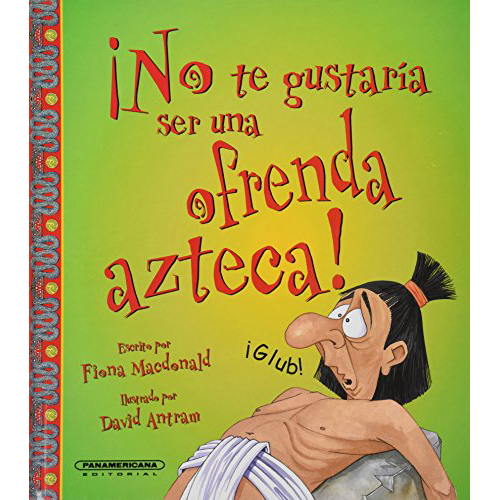 ¡No te gustaría
ser una
ofrenda
azteca!
Escrito por
Fiona Macdonald
¡Glub!
Ilustrado por
David Antram
PANAMERICANA
EDITORIAL